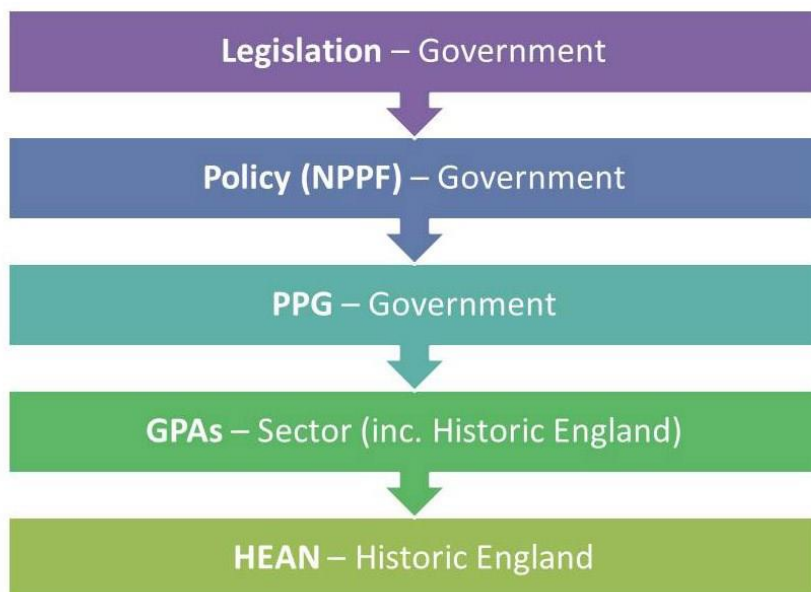 Legislation – Government
Policy (NPPF) – Government
PPG – Government
GPAs – Sector (inc. Historic England)
HEAN – Historic England